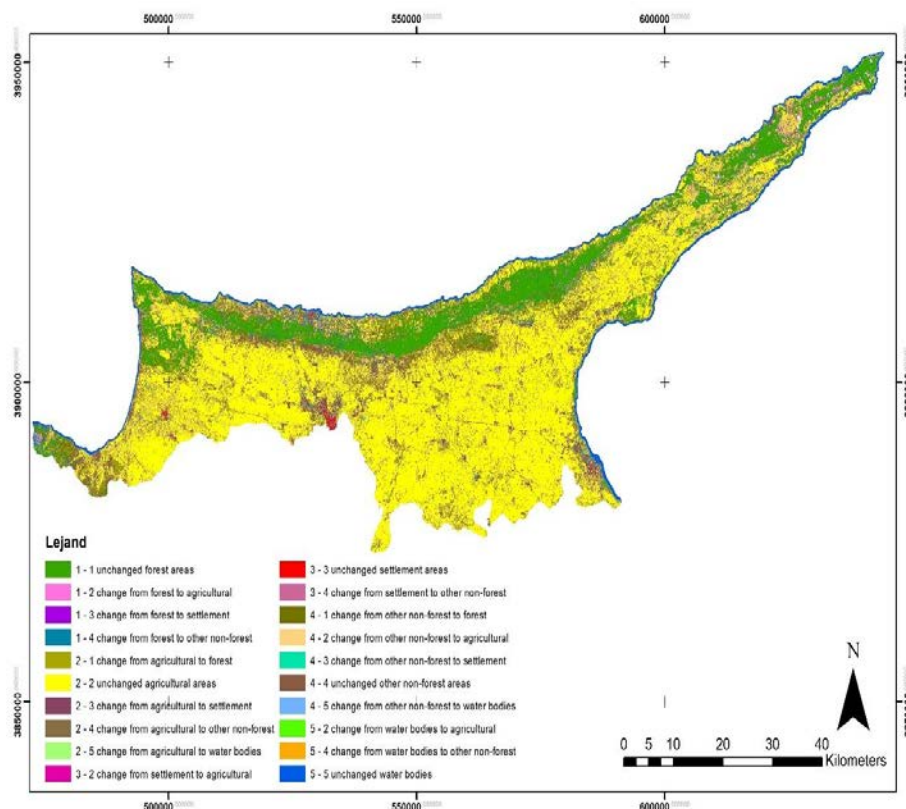 500000 550000 600000
3950000
3900000
3850000
Lejand
1 - 1 unchanged forest areas
1 - 2 change from forest to agricultural
1 - 3 change from forest to settlement
1 - 4 change from forest to other non-forest
2 - 1 change from agricultural to forest
2 - 2 unchanged agricultural areas
2 - 3 change from agricultural to settlement
2 - 4 change from agricultural to other non-forest
2 - 5 change from agricultural to water bodies
3 - 2 change from settlement to agricultural
3 - 3 unchanged settlement areas
3 - 4 change from settlement to other non-forest
4 - 1 change from other non-forest to forest
4 - 2 change from other non-forest to agricultural
4 - 3 change from other non-forest to settlement
4 - 4 unchanged other non-forest areas
4 - 5 change from other non-forest to water bodies
5 - 2 change from water bodies to agricultural
5 - 4 change from water bodies to other non-forest
5 - 5 unchanged water bodies
N
0 5 10 20 30 40
Kilometers
500000 550000 600000